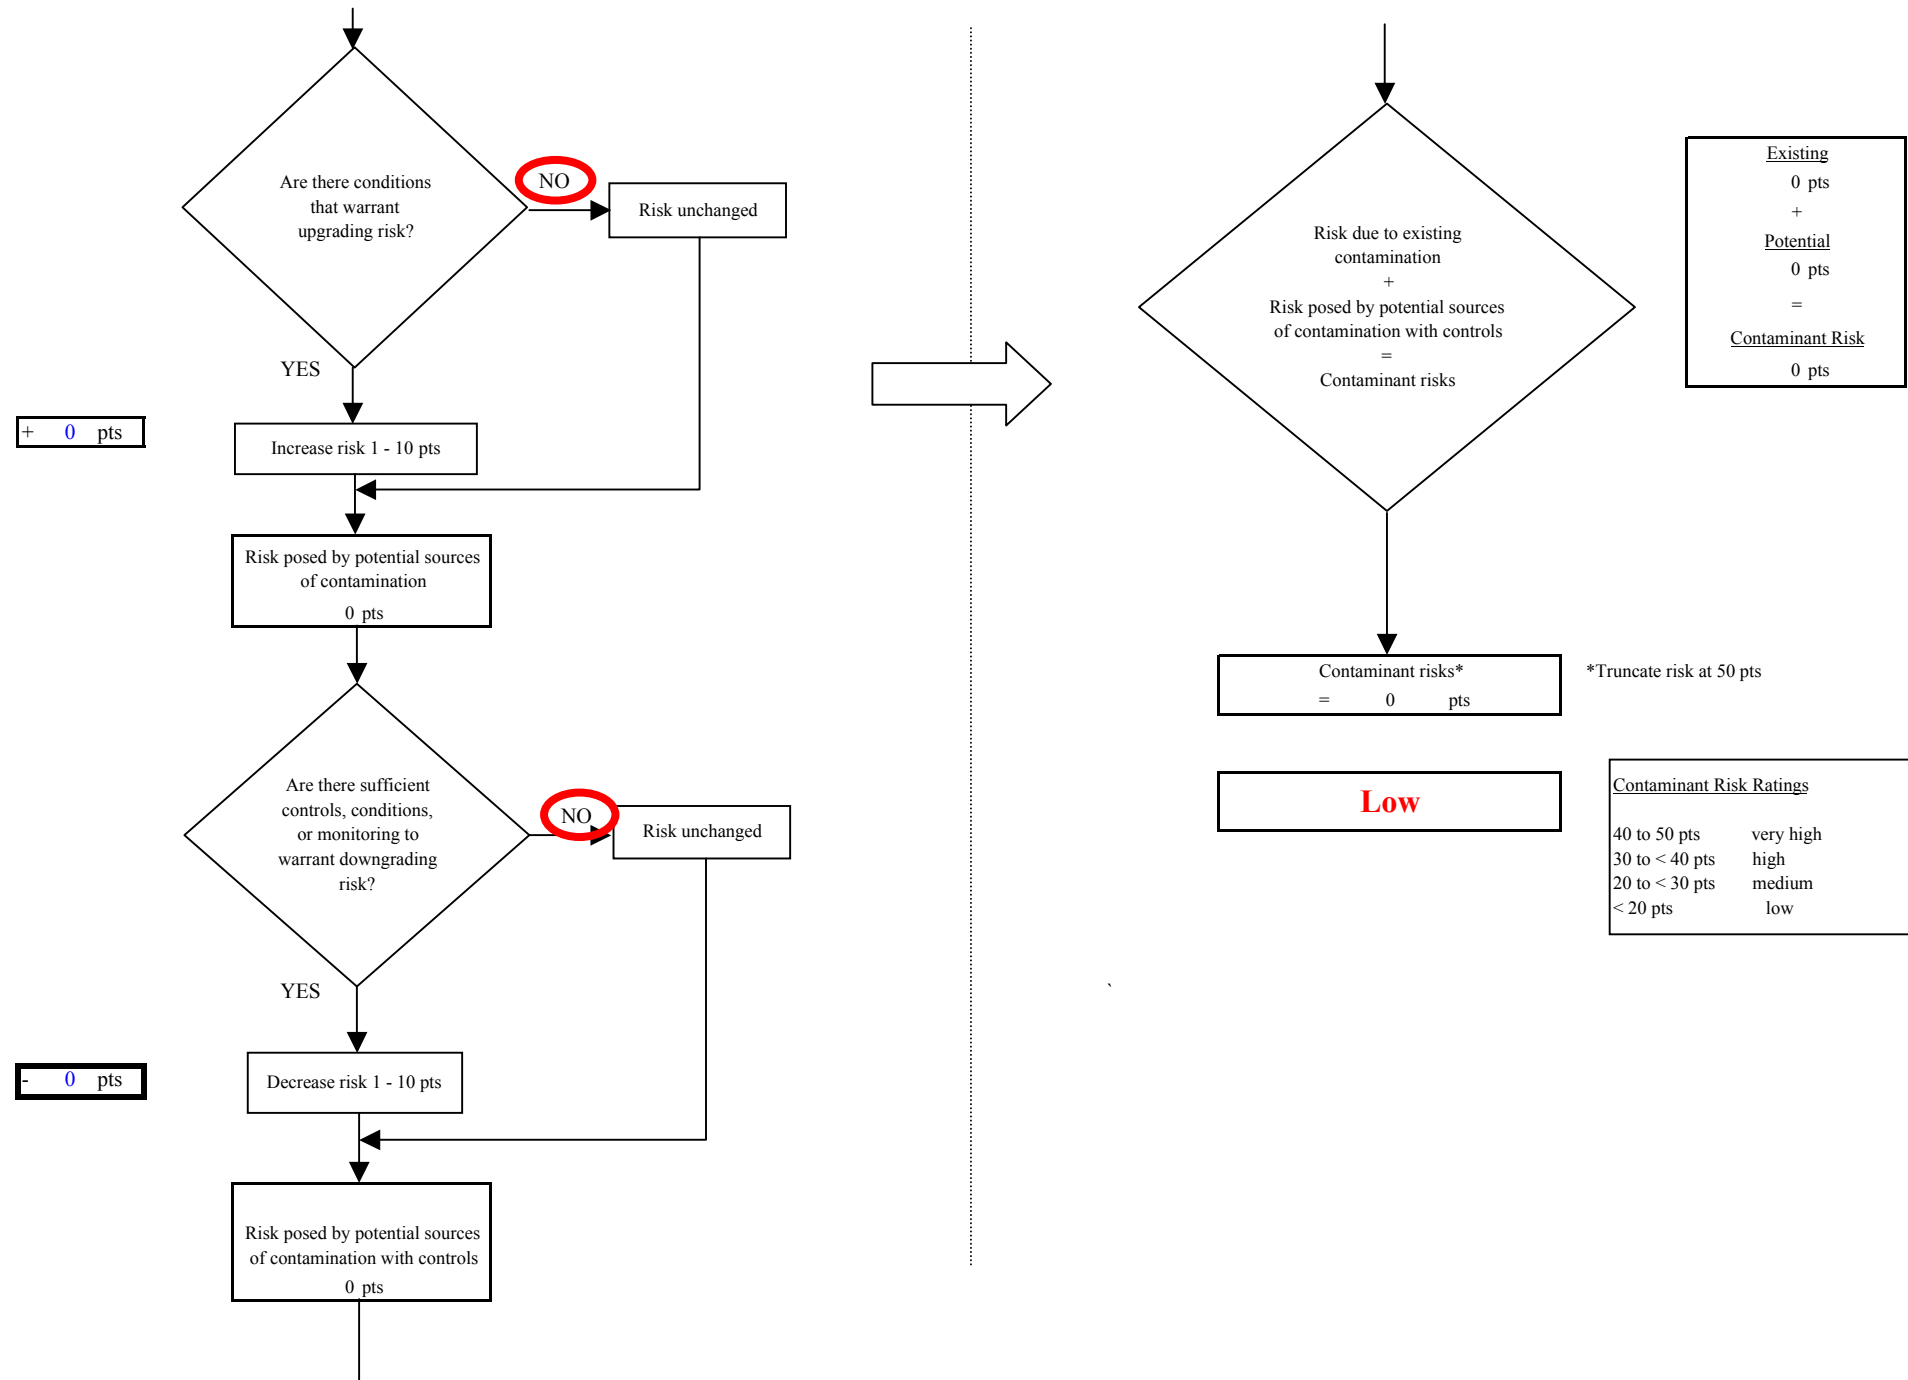 Are there conditions
that warrant
upgrading risk?
NO
Risk unchanged
YES
+ 0 pts
Increase risk 1 - 10 pts
Risk posed by potential sources
of contamination
0 pts
Are there sufficient
controls, conditions,
or monitoring to
warrant downgrading
risk?
NO
Risk unchanged
YES
- 0 pts
Decrease risk 1 - 10 pts
Risk posed by potential sources
of contamination with controls
0 pts
Risk due to existing
contamination
+
Risk posed by potential sources
of contamination with controls
=
Contaminant risks
Existing
0 pts
+
Potential
0 pts
=
Contaminant Risk
0 pts
Contaminant risks*
= 0 pts
*Truncate risk at 50 pts
Low
Contaminant Risk Ratings
40 to 50 pts very high
30 to < 40 pts high
20 to < 30 pts medium
< 20 pts low
`